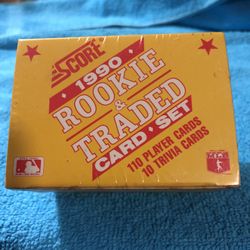 SCORE
1990
ROOKIE
&
TRADED
CARD · SET
110 PLAYER CARDS
10 TRIVIA CARDS